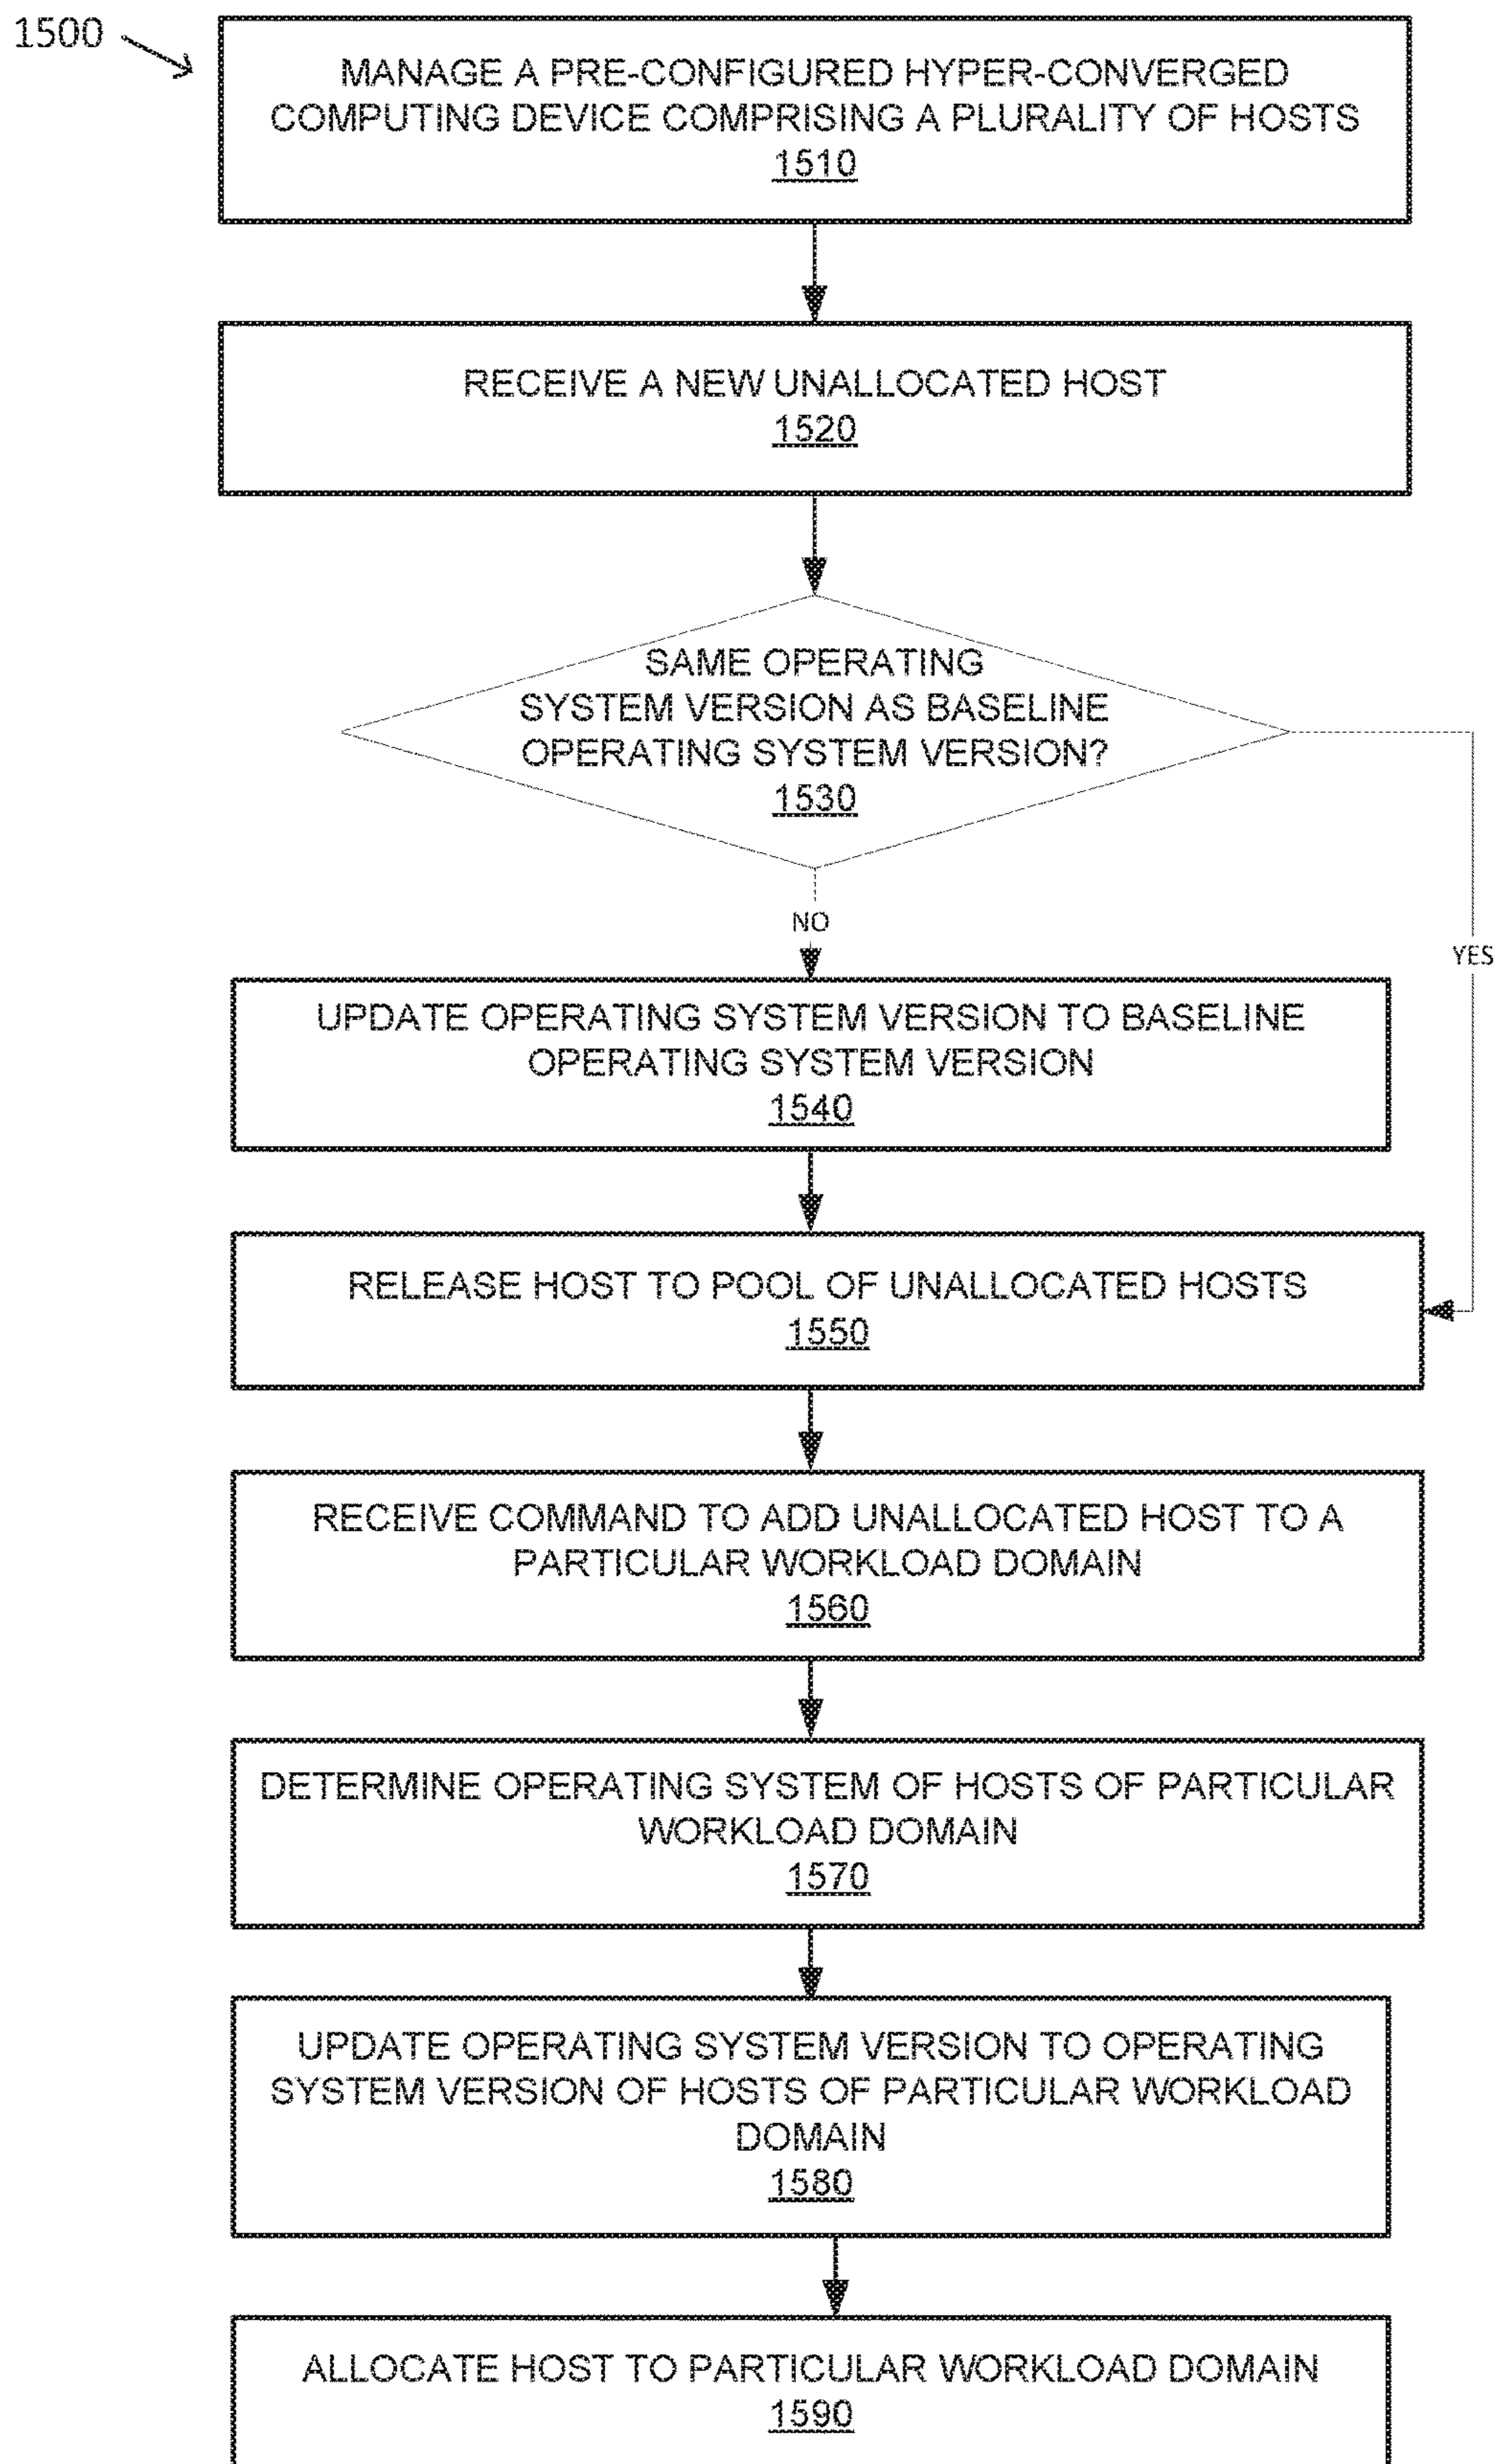 1500
MANAGE A PRE-CONFIGURED HYPER-CONVERGED
COMPUTING DEVICE COMPRISING A PLURALITY OF HOSTS
1510
RECEIVE A NEW UNALLOCATED HOST
1520
SAME OPERATING
SYSTEM VERSION AS BASELINE
OPERATING SYSTEM VERSION?
1530
NO
YES
UPDATE OPERATING SYSTEM VERSION TO BASELINE
OPERATING SYSTEM VERSION
1540
RELEASE HOST TO POOL OF UNALLOCATED HOSTS
1550
RECEIVE COMMAND TO ADD UNALLOCATED HOST TO A
PARTICULAR WORKLOAD DOMAIN
1560
DETERMINE OPERATING SYSTEM OF HOSTS OF PARTICULAR
WORKLOAD DOMAIN
1570
UPDATE OPERATING SYSTEM VERSION TO OPERATING
SYSTEM VERSION OF HOSTS OF PARTICULAR WORKLOAD
DOMAIN
1580
ALLOCATE HOST TO PARTICULAR WORKLOAD DOMAIN
1590